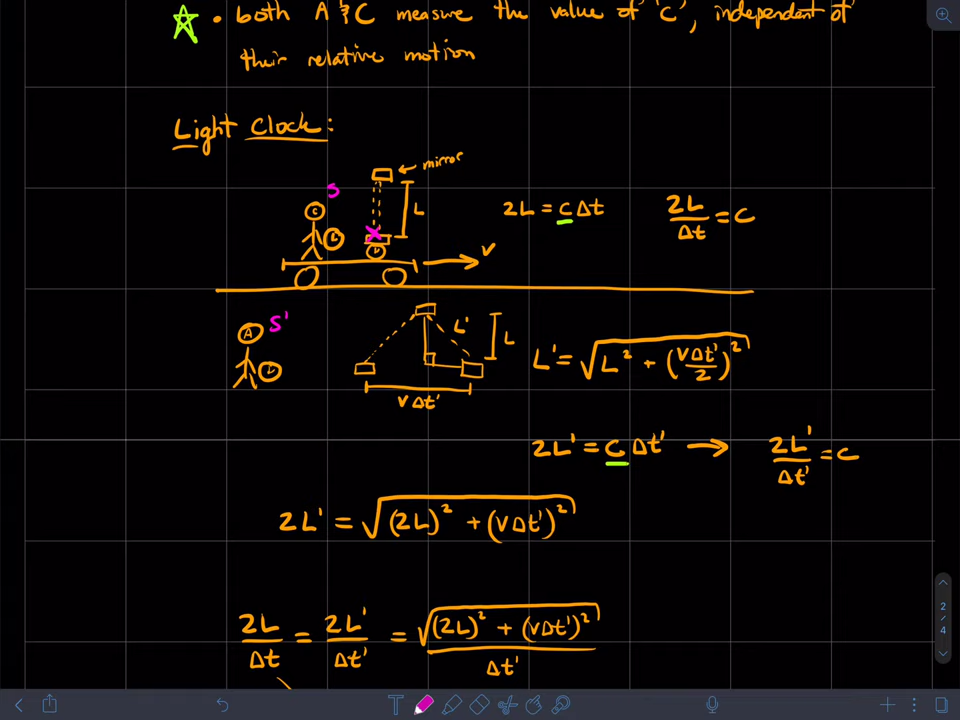 • both A & C measure the value of 'c', independent of
their relative motion
Light Clock:
mirror
S
C
L
2L = cΔt
2L/Δt = c
v
A
S'
L'
L
L' = √(L² + (vΔt'/2)²)
vΔt'
2L' = cΔt' → 2L'/Δt' = c
2L' = √((2L)² + (vΔt')²)
2L/Δt = 2L'/Δt' = √((2L)² + (vΔt')²)/Δt'
2/4
T